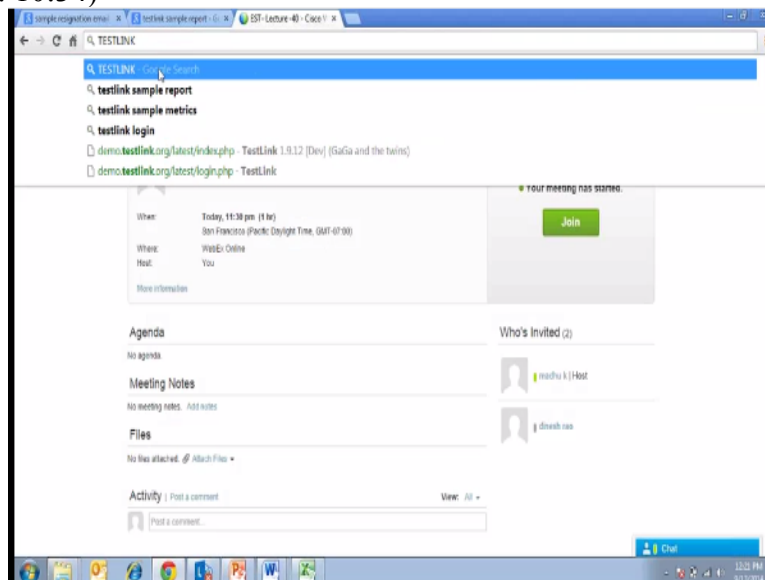 sample resignation emai × testlink sample report - G × EST- Lecture -40 - Cisco ×
TESTLINK
TESTLINK - Google Search
testlink sample report
testlink sample metrics
testlink login
demo.testlink.org/latest/index.php - TestLink 1.9.12 [Dev] (GaGa and the twins)
demo.testlink.org/latest/login.php - TestLink
Your meeting has started.
When: Today, 11:30 pm (1 hr)
San Francisco (Pacific Daylight Time, GMT-07:00)
Join
Where: WebEx Online
Host: You
More information
Agenda
Who's Invited (2)
No agenda.
Meeting Notes
madhu k | Host
No meeting notes. Add notes
Files
dinesh rao
No files attached. Attach Files
Activity | Post a comment View: All
Post a comment...
Chat
12:21 PM